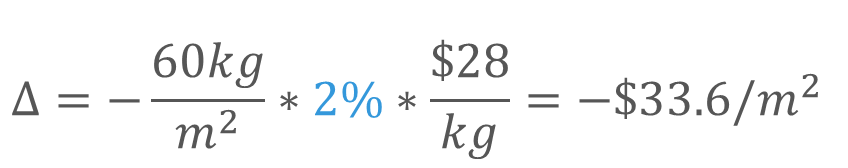 Δ = −60kg/m² * 2% * $28/kg = −$33.6/m²